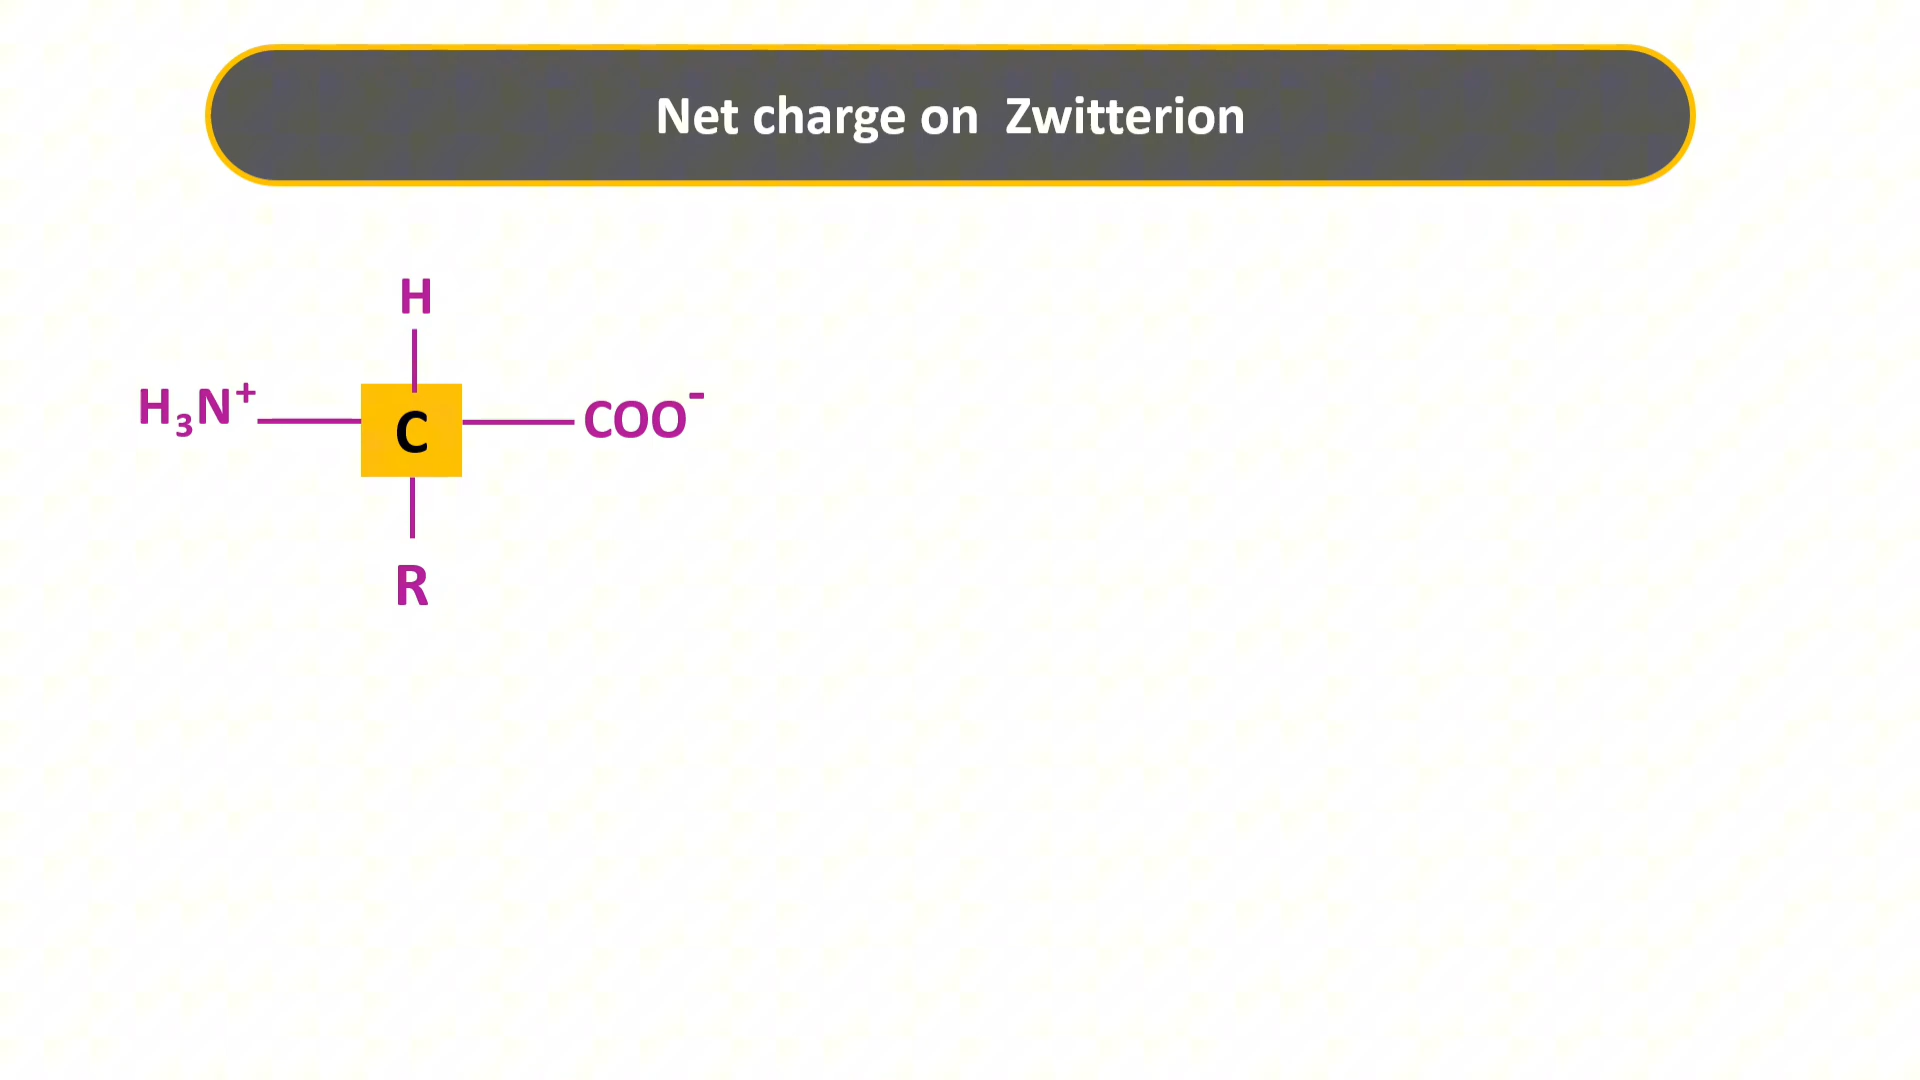 Net charge on Zwitterion
H
H₃N⁺ C COO⁻
R